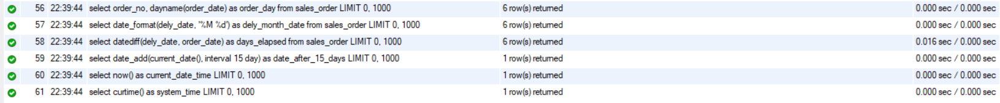 56 22:39:44 select order_no, dayname(order_date) as order_day from sales_order LIMIT 0, 1000 6 row(s) returned 0.000 sec / 0.000 sec
57 22:39:44 select date_format(dely_date, '%M %d') as dely_month_date from sales_order LIMIT 0, 1000 6 row(s) returned 0.000 sec / 0.000 sec
58 22:39:44 select datediff(dely_date, order_date) as days_elapsed from sales_order LIMIT 0, 1000 6 row(s) returned 0.016 sec / 0.000 sec
59 22:39:44 select date_add(current_date(), interval 15 day) as date_after_15_days LIMIT 0, 1000 1 row(s) returned 0.000 sec / 0.000 sec
60 22:39:44 select now() as current_date_time LIMIT 0, 1000 1 row(s) returned 0.000 sec / 0.000 sec
61 22:39:44 select curtime() as system_time LIMIT 0, 1000 1 row(s) returned 0.000 sec / 0.000 sec